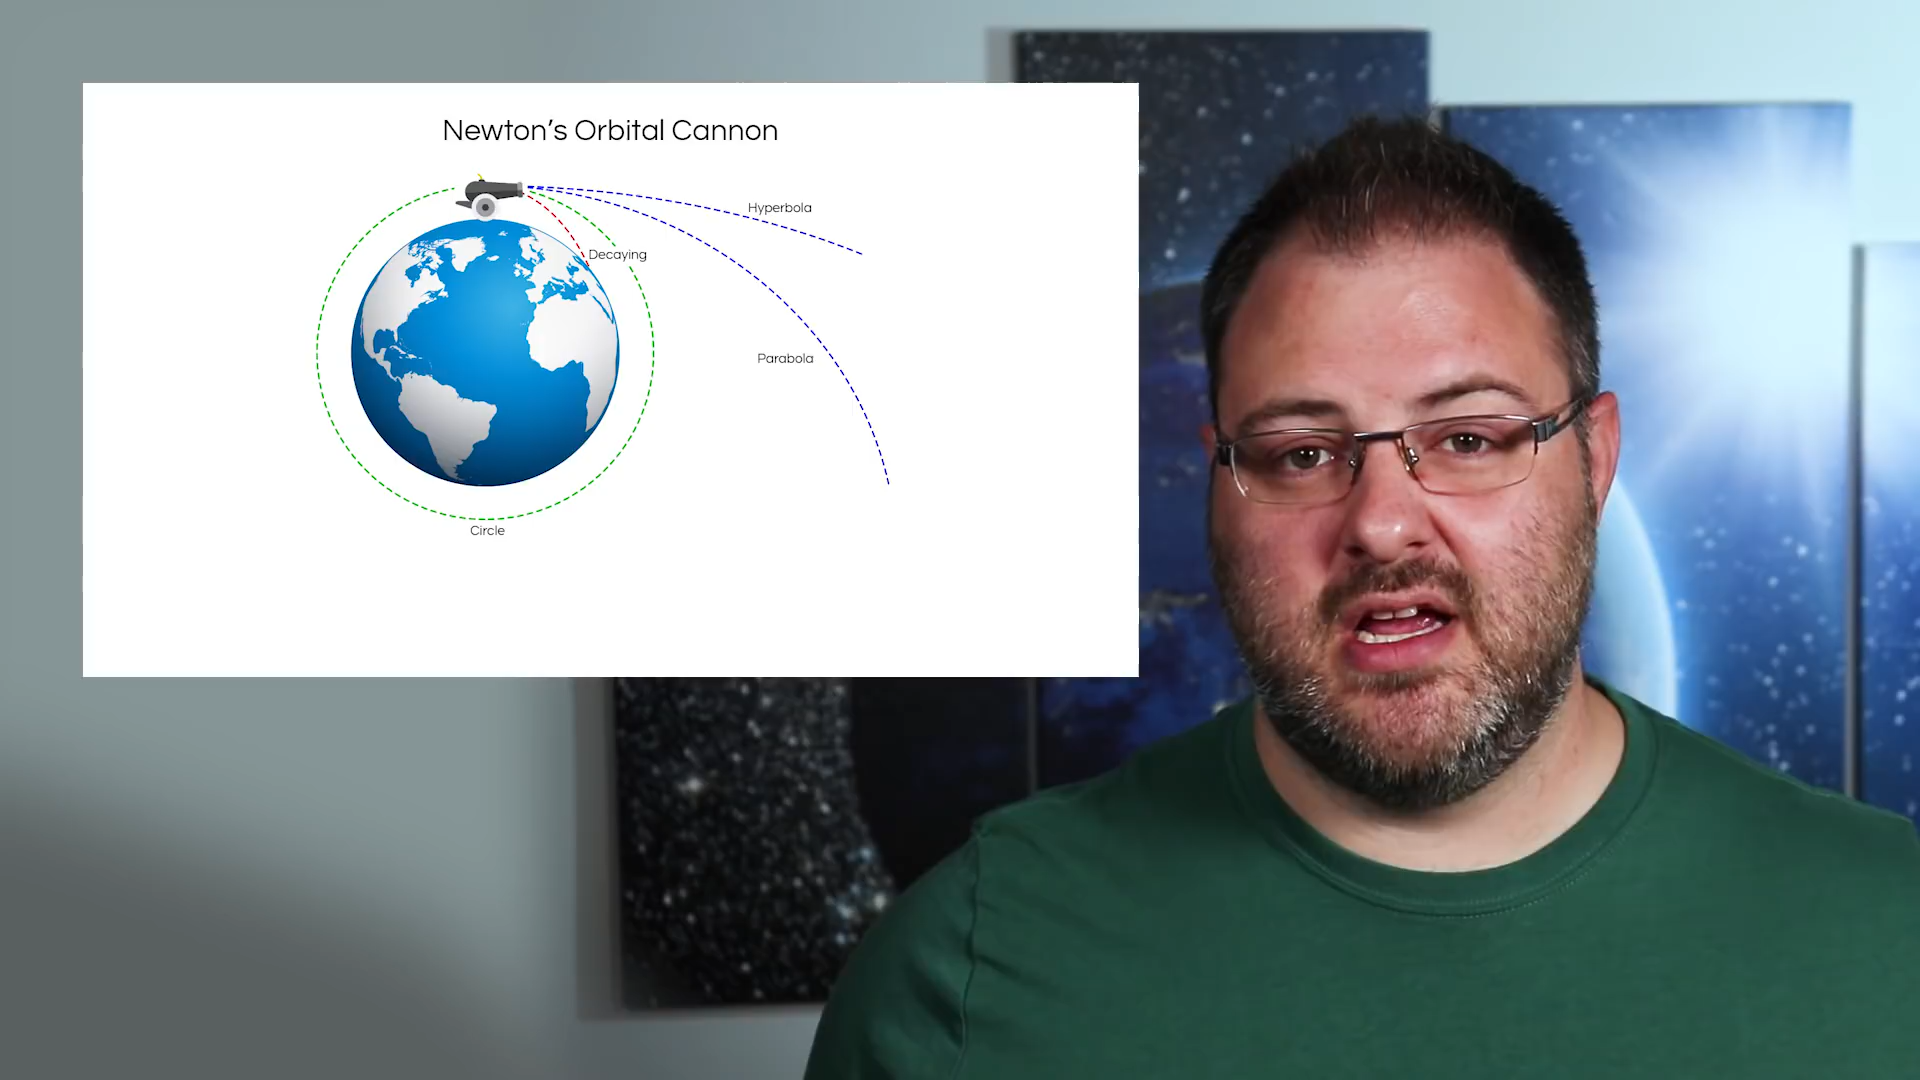 Newton's Orbital Cannon
Hyperbola
Decaying
Parabola
Circle